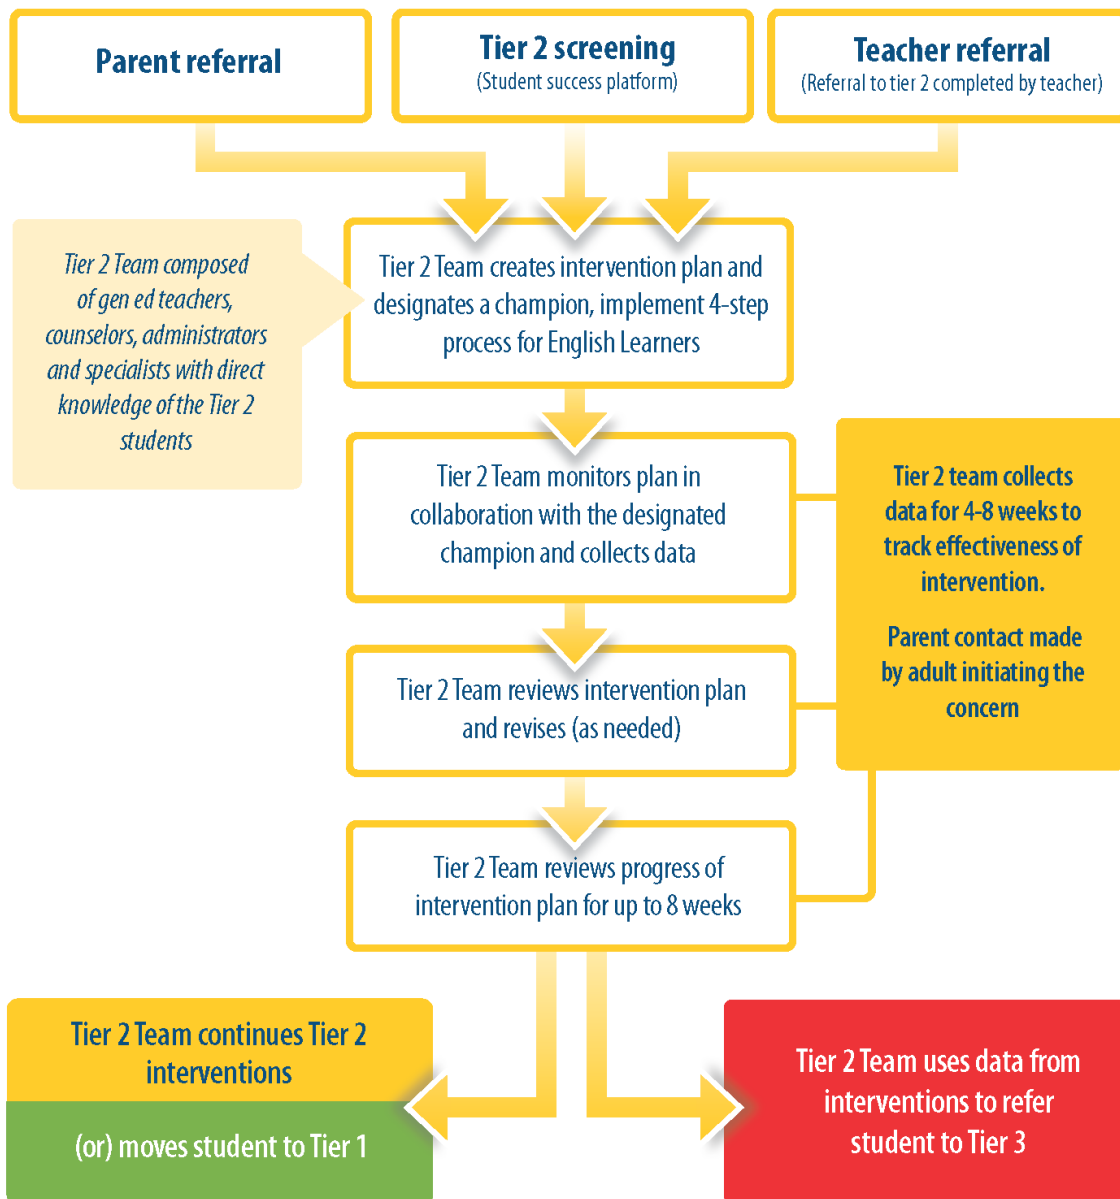 Parent referral
Tier 2 screening
(Student success platform)
Teacher referral
(Referral to tier 2 completed by teacher)
Tier 2 Team composed
of gen ed teachers,
counselors, administrators
and specialists with direct
knowledge of the Tier 2
students
Tier 2 Team creates intervention plan and
designates a champion, implement 4-step
process for English Learners
Tier 2 Team monitors plan in
collaboration with the designated
champion and collects data
Tier 2 team collects
data for 4-8 weeks to
track effectiveness of
intervention.
Parent contact made
by adult initiating the
concern
Tier 2 Team reviews intervention plan
and revises (as needed)
Tier 2 Team reviews progress of
intervention plan for up to 8 weeks
Tier 2 Team continues Tier 2
interventions
(or) moves student to Tier 1
Tier 2 Team uses data from
interventions to refer
student to Tier 3